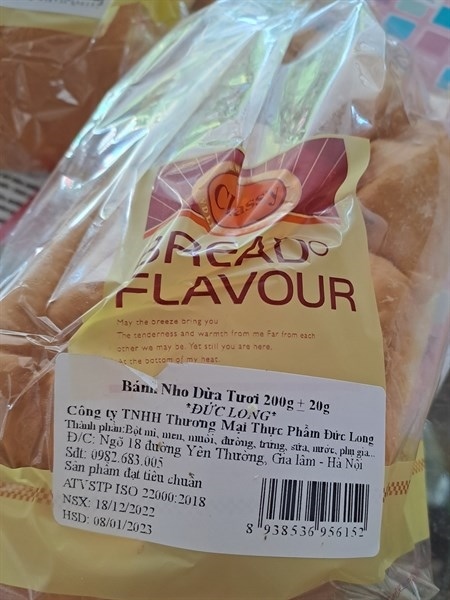 Classy
BREAD
FLAVOUR
May the breeze bring you
The tenderness and warmth from me Far from each
other we may be. Yet still you are here.
At the bottom of my heat.
Bánh Nho Dừa Tươi 200g ± 20g
*ĐỨC LONG*
Công ty TNHH Thương Mại Thực Phẩm Đức Long
Thành phần:Bột mì, men, muối, đường, trứng, sữa, nước, phụ gia...
Đ/C: Ngõ 18 đường Yên Thường, Gia lâm - Hà Nội
Sđt: 0982.683.005
Sản phẩm đạt tiêu chuẩn
ATVSTP ISO 22000:2018
NSX: 18/12/2022
HSD: 08/01/2023
8 938536 956152